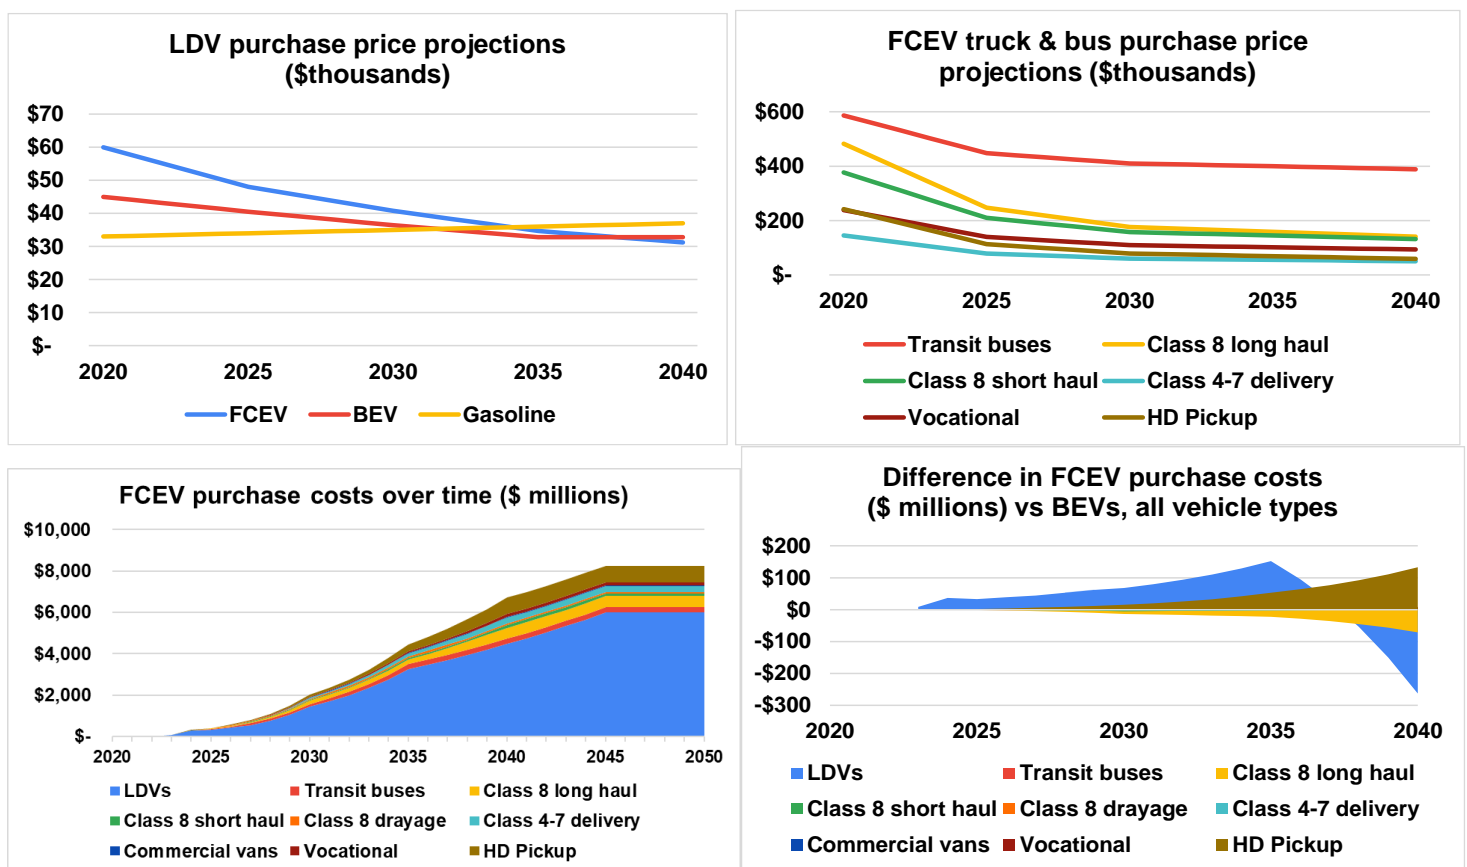 LDV purchase price projections
($thousands)
$70
$60
$50
$40
$30
$20
$10
$-
2020 2025 2030 2035 2040
FCEV BEV Gasoline
FCEV truck & bus purchase price
projections ($thousands)
$600
$400
$200
$-
2020 2025 2030 2035 2040
Transit buses Class 8 long haul
Class 8 short haul Class 4-7 delivery
Vocational HD Pickup
FCEV purchase costs over time ($ millions)
$10,000
$8,000
$6,000
$4,000
$2,000
$-
2020 2025 2030 2035 2040 2045 2050
LDVs Transit buses Class 8 long haul
Class 8 short haul Class 8 drayage Class 4-7 delivery
Commercial vans Vocational HD Pickup
Difference in FCEV purchase costs
($ millions) vs BEVs, all vehicle types
$200
$100
$0
-$100
-$200
-$300
2020 2025 2030 2035 2040
LDVs Transit buses Class 8 long haul
Class 8 short haul Class 8 drayage Class 4-7 delivery
Commercial vans Vocational HD Pickup